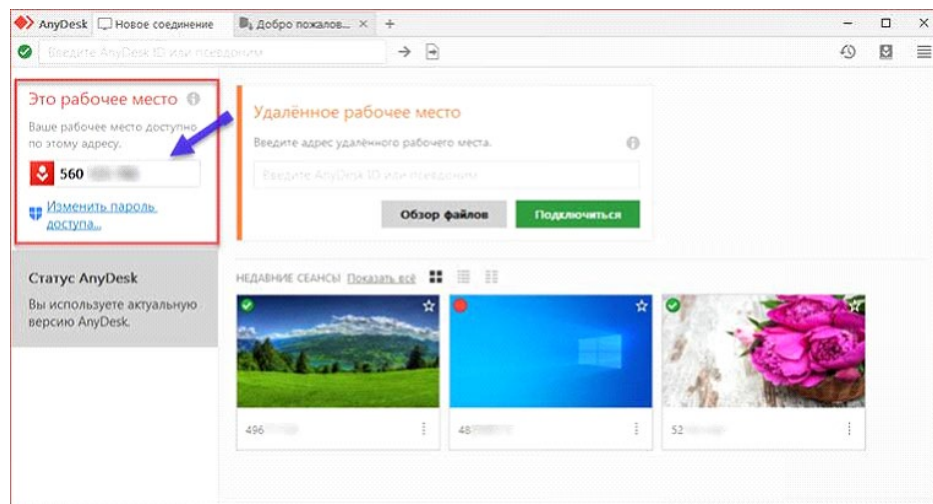 AnyDesk
Новое соединение
Добро пожалов...
Введите AnyDesk ID или псевдоним
Это рабочее место
Ваше рабочее место доступно
по этому адресу.
560
Изменить пароль
доступа...
Статус AnyDesk
Вы используете актуальную
версию AnyDesk.
Удалённое рабочее место
Введите адрес удалённого рабочего места.
Введите AnyDesk ID или псевдоним
Обзор файлов
Подключиться
НЕДАВНИЕ СЕАНСЫ Показать всё
496
48
52